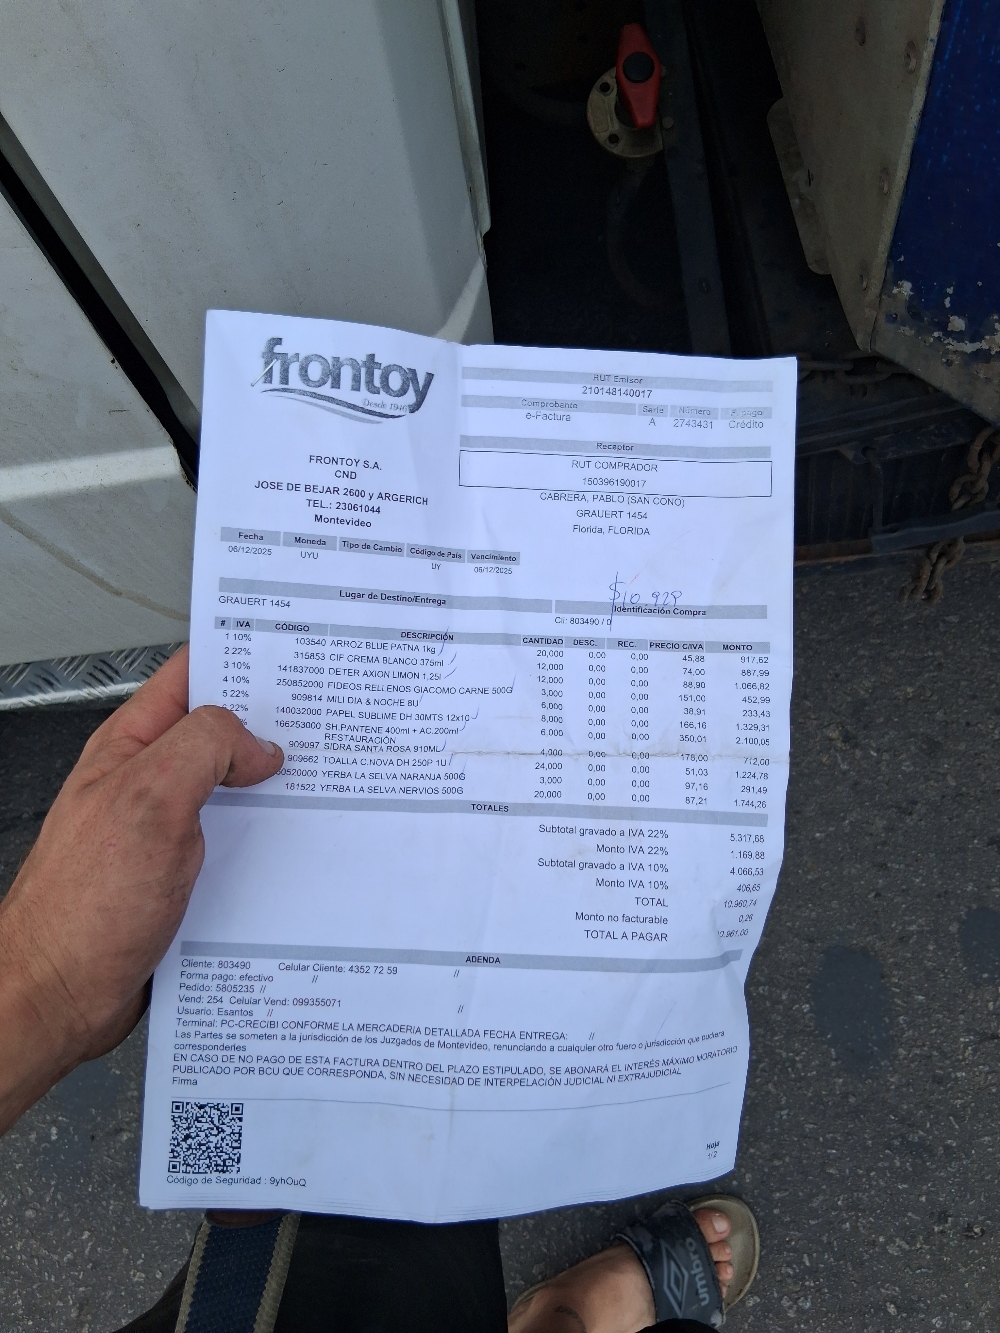 frontoy
Desde 1940
FRONTOY S.A.
CND
JOSE DE BEJAR 2600 y ARGERICH
TEL.: 23061044
Montevideo
RUT Emisor
210148140017
Comprobante Serie Número F. pago
e-Factura A 2743431 Crédito
Receptor
RUT COMPRADOR
150396190017
CABRERA, PABLO (SAN CONO)
GRAUERT 1454
Florida, FLORIDA
Fecha Moneda Tipo de Cambio Código de País Vencimiento
06/12/2025 UYU UY 06/12/2025
$10.928
Lugar de Destino/Entrega Identificación Compra
GRAUERT 1454 Cli: 803490 / 0
# IVA CÓDIGO DESCRIPCIÓN CANTIDAD DESC. REC. PRECIO C/IVA MONTO
1 10% 103540 ARROZ BLUE PATNA 1kg 20,000 0,00 0,00 45,88 917,62
2 22% 315853 CIF CREMA BLANCO 375ml 12,000 0,00 0,00 74,00 887,99
3 10% 141837000 DETER AXION LIMON 1.25l 12,000 0,00 0,00 88,90 1.066,82
4 10% 250852000 FIDEOS RELLENOS GIACOMO CARNE 500G 3,000 0,00 0,00 151,00 452,99
5 22% 909814 MILI DIA & NOCHE 8U 6,000 0,00 0,00 38,91 233,43
6 22% 140032000 PAPEL SUBLIME DH 30MTS 12x10 8,000 0,00 0,00 166,16 1.329,31
166253000 SH.PANTENE 400ml + AC.200ml 6,000 0,00 0,00 350,01 2.100,05
RESTAURACIÓN
909097 SIDRA SANTA ROSA 910ML 4,000 0,00 0,00 178,00 712,00
909662 TOALLA C.NOVA DH 250P 1U 24,000 0,00 0,00 51,03 1.224,78
YERBA LA SELVA NARANJA 500G 3,000 0,00 0,00 97,16 291,49
181522 YERBA LA SELVA NERVIOS 500G 20,000 0,00 0,00 87,21 1.744,26
TOTALES
Subtotal gravado a IVA 22% 5.317,66
Monto IVA 22% 1.169,88
Subtotal gravado a IVA 10% 4.066,53
Monto IVA 10% 406,65
TOTAL 10.960,74
Monto no facturable 0,26
TOTAL A PAGAR 10.961,00
ADENDA
Cliente: 803490 Celular Cliente: 4352 72 59 //
Forma pago: efectivo //
Pedido: 5805235 //
Vend: 254 Celular Vend: 099355071
Usuario: Esantos // //
Terminal: PC-CRECIBI CONFORME LA MERCADERIA DETALLADA FECHA ENTREGA: //
Las Partes se someten a la jurisdicción de los Juzgados de Montevideo, renunciando a cualquier otro fuero o jurisdicción que pudiera
corresponderles
EN CASO DE NO PAGO DE ESTA FACTURA DENTRO DEL PLAZO ESTIPULADO, SE ABONARÁ EL INTERÉS MÁXIMO MORATORIO
PUBLICADO POR BCU QUE CORRESPONDA, SIN NECESIDAD DE INTERPELACIÓN JUDICIAL NI EXTRAJUDICIAL
Firma
Hoja
1/2
Código de Seguridad : 9yhOuQ
umbro